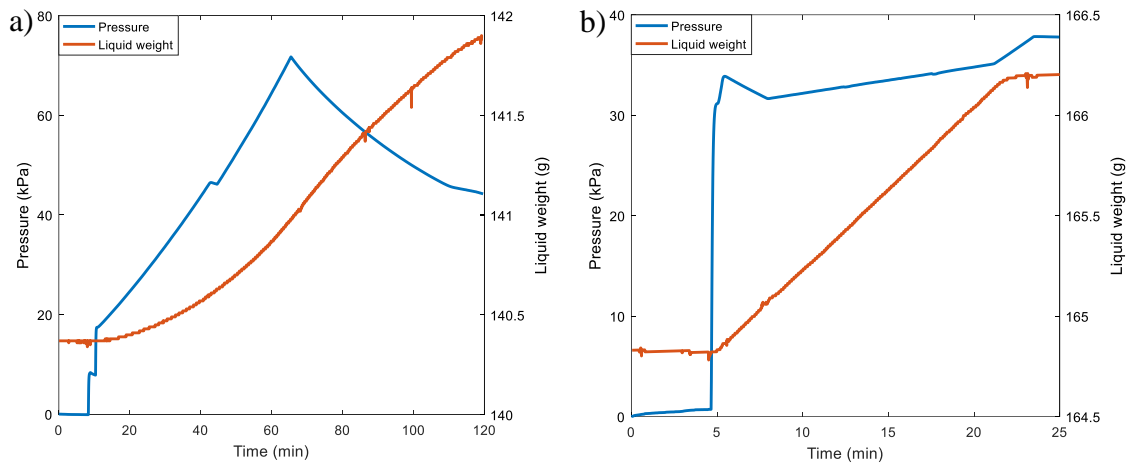 a)
Pressure
Liquid weight
80
60
40
20
0
Pressure (kPa)
142
141.5
141
140.5
140
Liquid weight (g)
0 20 40 60 80 100 120
Time (min)
b)
Pressure
Liquid weight
40
30
20
10
0
Pressure (kPa)
166.5
166
165.5
165
164.5
Liquid weight (g)
0 5 10 15 20 25
Time (min)